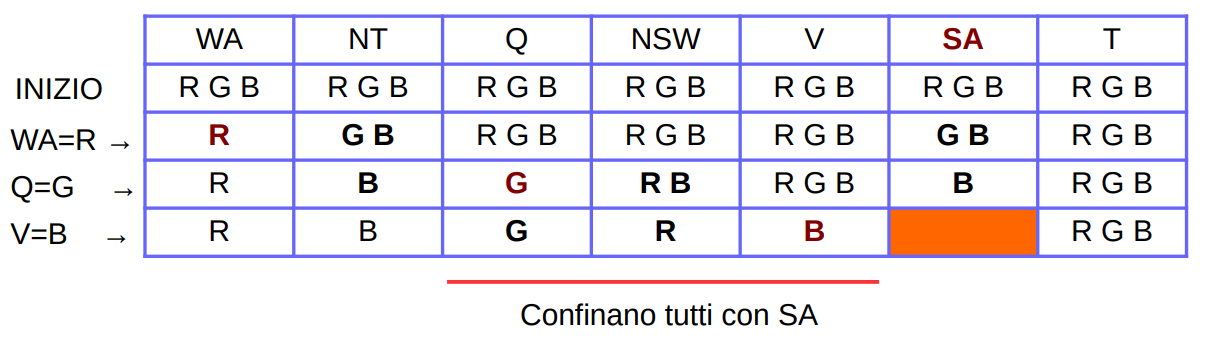 WA NT Q NSW V SA T
INIZIO R G B R G B R G B R G B R G B R G B R G B
WA=R → R G B R G B R G B R G B G B R G B
Q=G → R B G R B R G B B R G B
V=B → R B G R B R G B
Confinano tutti con SA